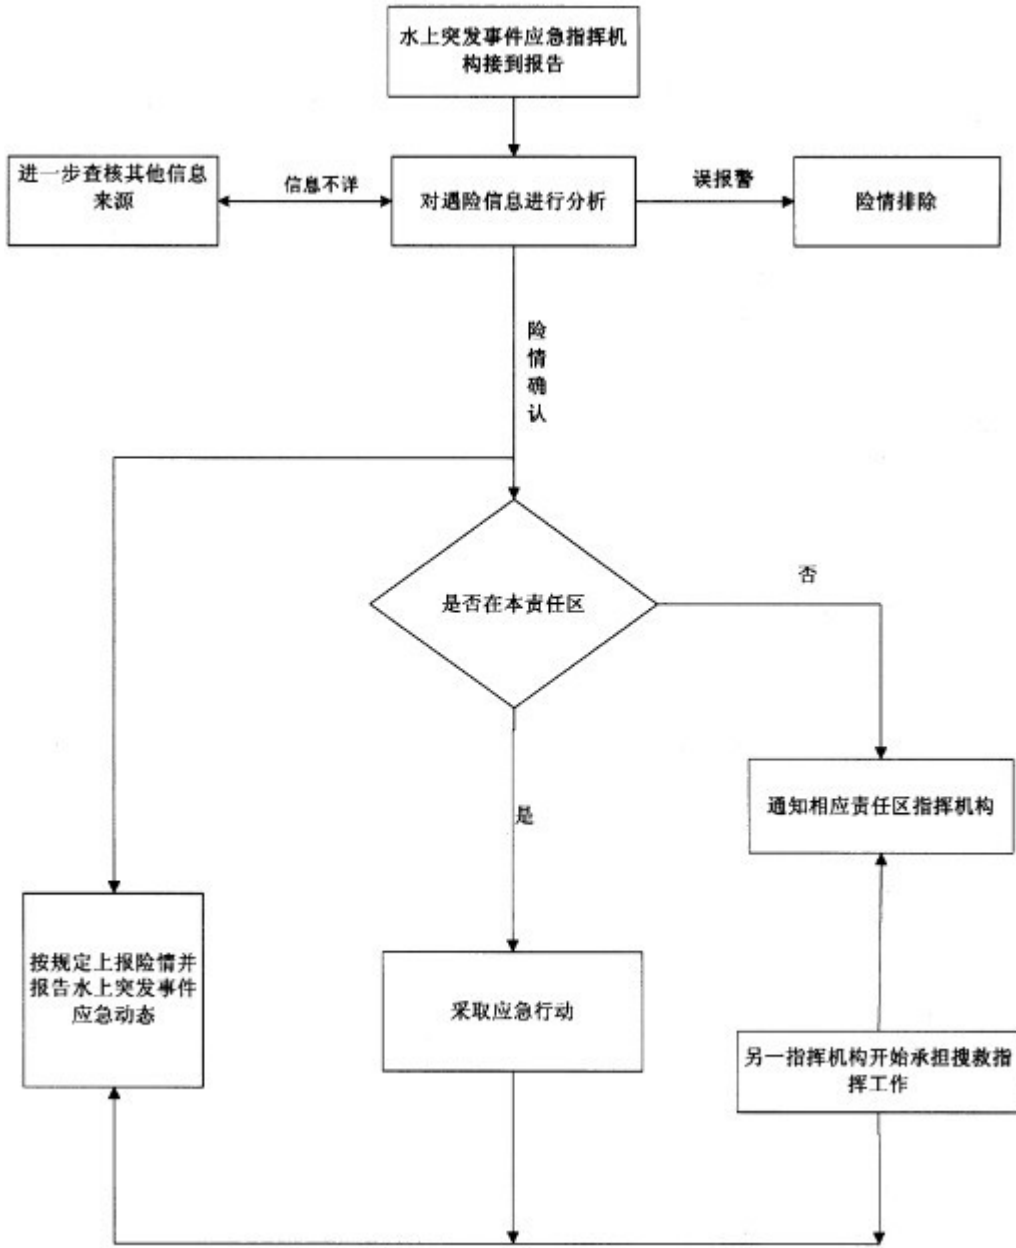 水上突发事件应急指挥机
构接到报告
进一步查核其他信息
来源
信息不详
对遇险信息进行分析
误报警
险情排除
险
情
确
认
是否在本责任区
否
是
通知相应责任区指挥机构
按规定上报险情并
报告水上突发事件
应急动态
采取应急行动
另一指挥机构开始承担搜救指
挥工作